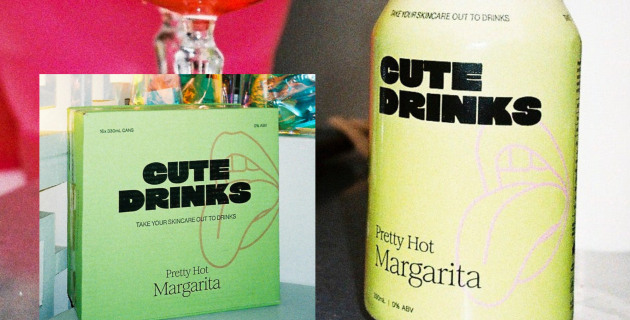 16x 330mL CANS
0% ABV
CUTE
DRINKS
TAKE YOUR SKINCARE OUT TO DRINKS
Pretty Hot
Margarita
TAKE YOUR SKINCARE OUT TO DRINKS
CUTE
DRINKS
Pretty Hot
Margarita
330mL | 0% ABV